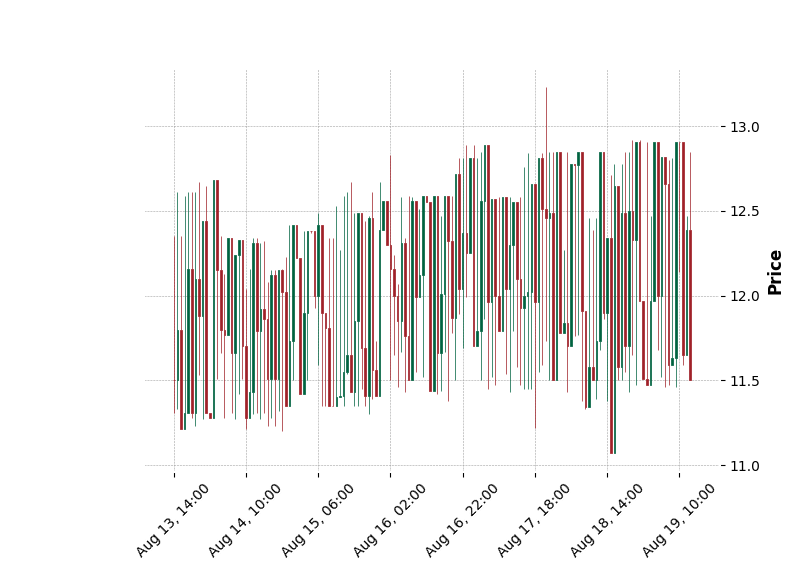 13.0
12.5
12.0
11.5
11.0
Price
Aug 13, 14:00
Aug 14, 10:00
Aug 15, 06:00
Aug 16, 02:00
Aug 16, 22:00
Aug 17, 18:00
Aug 18, 14:00
Aug 19, 10:00